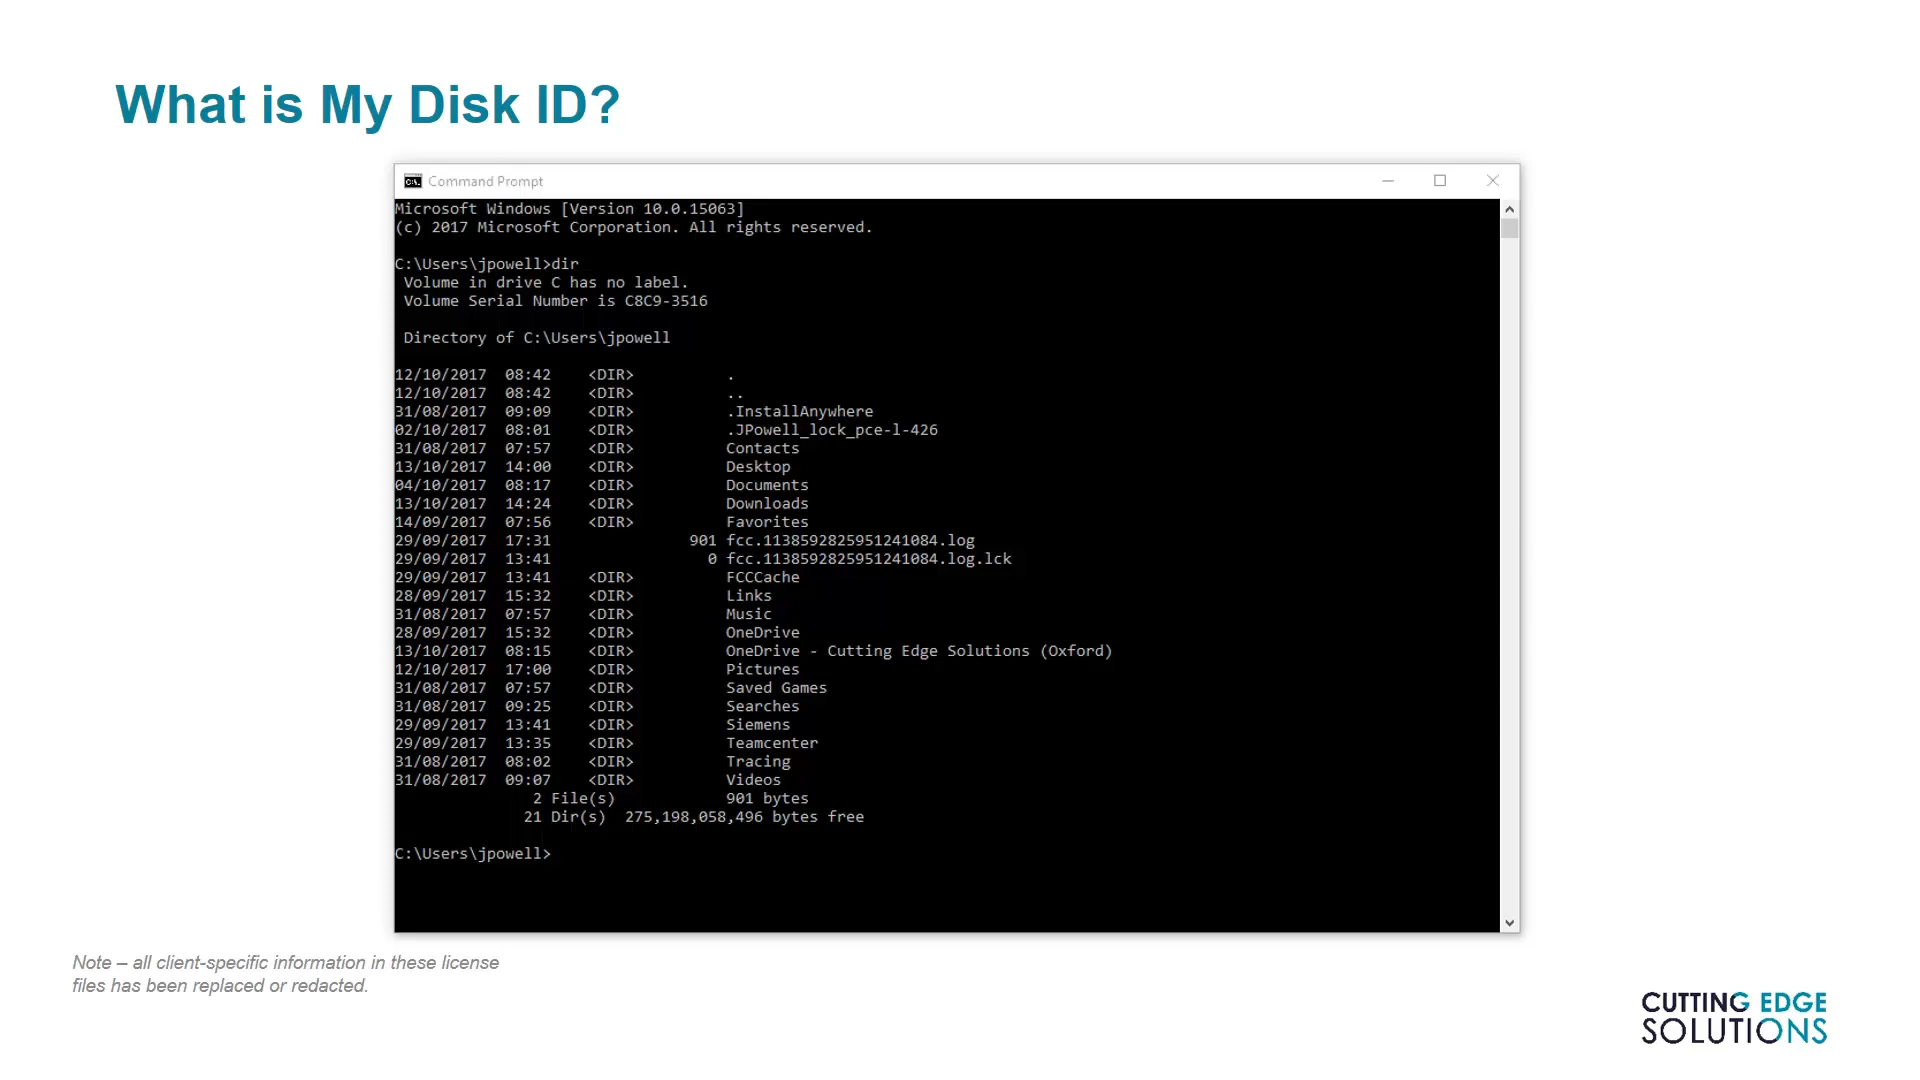 What is My Disk ID?
Command Prompt
Microsoft Windows [Version 10.0.15063]
(c) 2017 Microsoft Corporation. All rights reserved.
C:\Users\jpowell>dir
Volume in drive C has no label.
Volume Serial Number is C8C9-3516
Directory of C:\Users\jpowell
12/10/2017  08:42    <DIR>          .
12/10/2017  08:42    <DIR>          ..
31/08/2017  09:09    <DIR>          .InstallAnywhere
02/10/2017  08:01    <DIR>          .JPowell_lock_pce-l-426
31/08/2017  07:57    <DIR>          Contacts
13/10/2017  14:00    <DIR>          Desktop
04/10/2017  08:17    <DIR>          Documents
13/10/2017  14:24    <DIR>          Downloads
14/09/2017  07:56    <DIR>          Favorites
29/09/2017  17:31               901 fcc.1138592825951241084.log
29/09/2017  13:41                 0 fcc.1138592825951241084.log.lck
29/09/2017  13:41    <DIR>          FCCCache
28/09/2017  15:32    <DIR>          Links
31/08/2017  07:57    <DIR>          Music
28/09/2017  15:32    <DIR>          OneDrive
13/10/2017  08:15    <DIR>          OneDrive - Cutting Edge Solutions (Oxford)
12/10/2017  17:00    <DIR>          Pictures
31/08/2017  07:57    <DIR>          Saved Games
31/08/2017  09:25    <DIR>          Searches
29/09/2017  13:41    <DIR>          Siemens
29/09/2017  13:35    <DIR>          Teamcenter
31/08/2017  08:02    <DIR>          Tracing
31/08/2017  09:07    <DIR>          Videos
2 File(s)            901 bytes
21 Dir(s)  275,198,058,496 bytes free
C:\Users\jpowell>
Note – all client-specific information in these license
files has been replaced or redacted.
CUTTING EDGE
SOLUTIONS